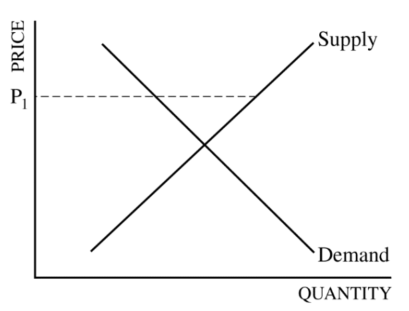 PRICE
Supply
P1
Demand
QUANTITY